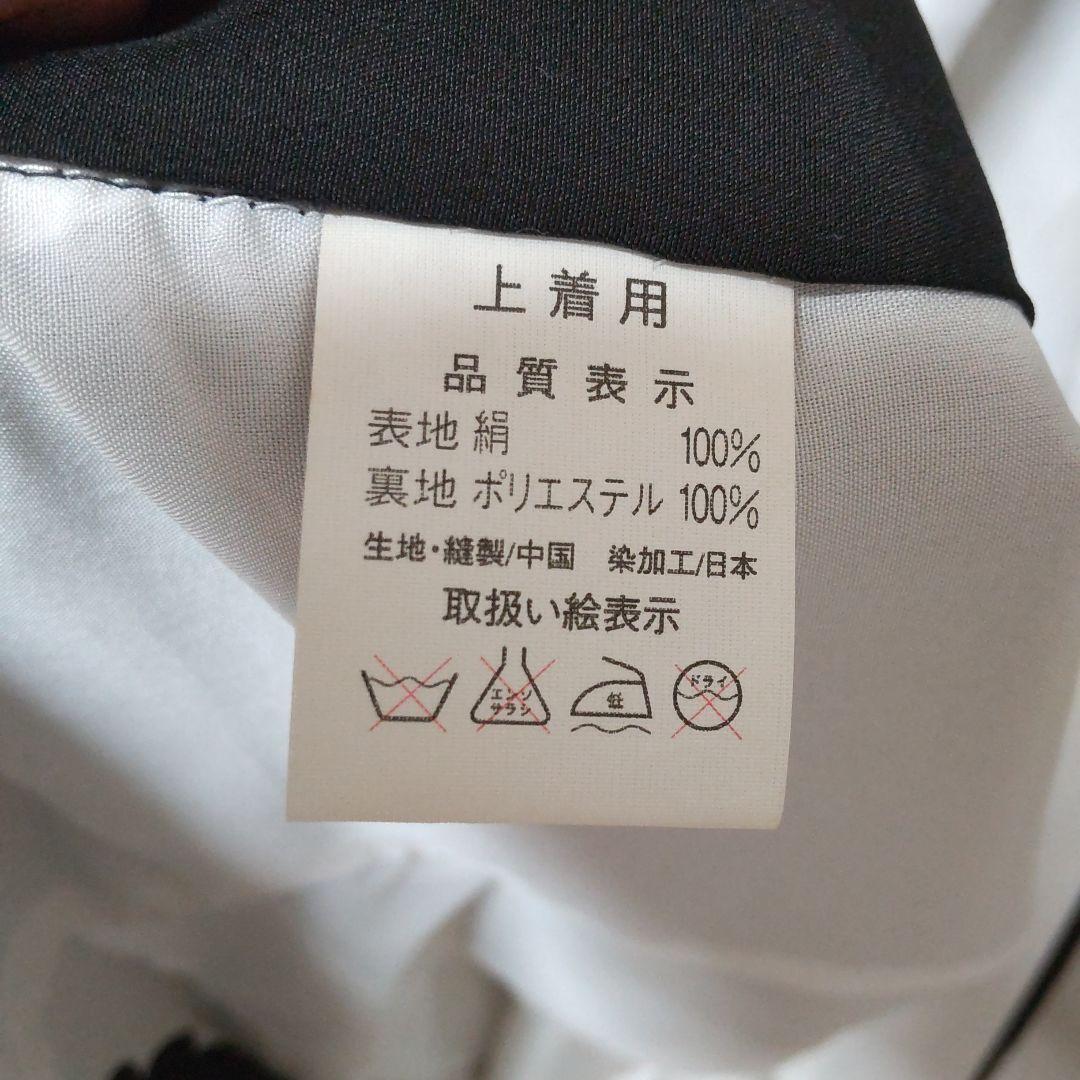 上着用
品質表示
表地 絹 100%
裏地 ポリエステル 100%
生地・縫製/中国 染加工/日本
取扱い絵表示
エンソ
サラシ
低
ドライ